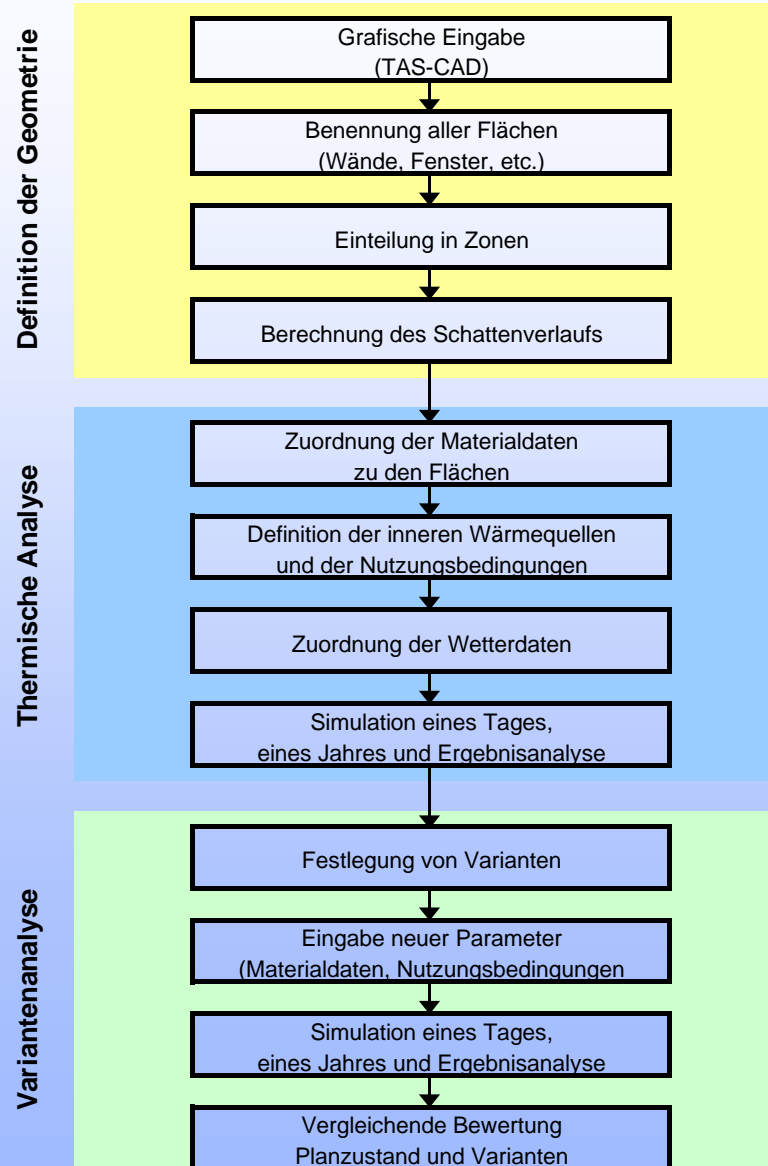 Definition der Geometrie
Grafische Eingabe
(TAS-CAD)
Benennung aller Flächen
(Wände, Fenster, etc.)
Einteilung in Zonen
Berechnung des Schattenverlaufs
Thermische Analyse
Zuordnung der Materialdaten
zu den Flächen
Definition der inneren Wärmequellen
und der Nutzungsbedingungen
Zuordnung der Wetterdaten
Simulation eines Tages,
eines Jahres und Ergebnisanalyse
Variantenanalyse
Festlegung von Varianten
Eingabe neuer Parameter
(Materialdaten, Nutzungsbedingungen
Simulation eines Tages,
eines Jahres und Ergebnisanalyse
Vergleichende Bewertung
Planzustand und Varianten